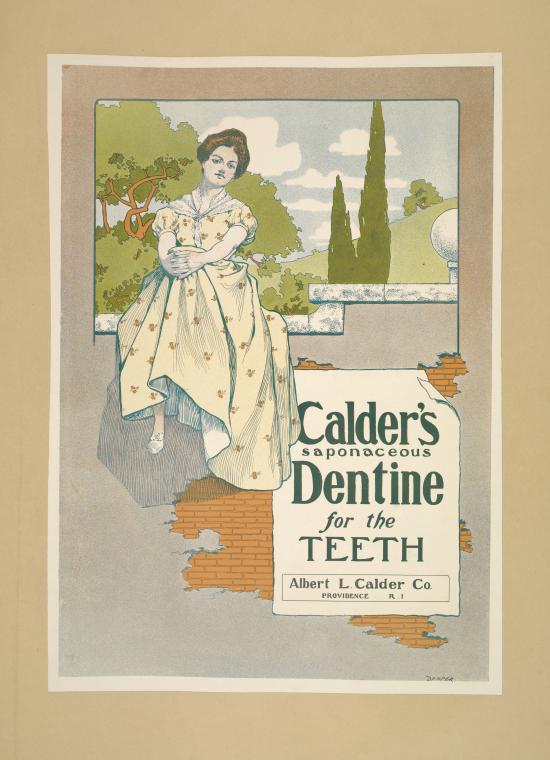 Calder's
saponaceous
Dentine
for the
TEETH
Albert L. Calder Co.
PROVIDENCE R.I